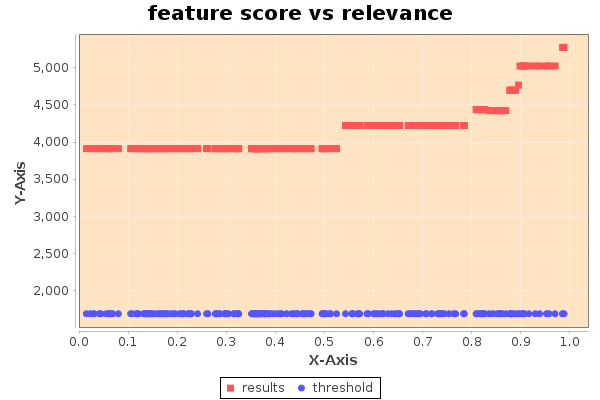 feature score vs relevance
Y-Axis
5,000
4,500
4,000
3,500
3,000
2,500
2,000
0.0 0.1 0.2 0.3 0.4 0.5 0.6 0.7 0.8 0.9 1.0
X-Axis
results threshold